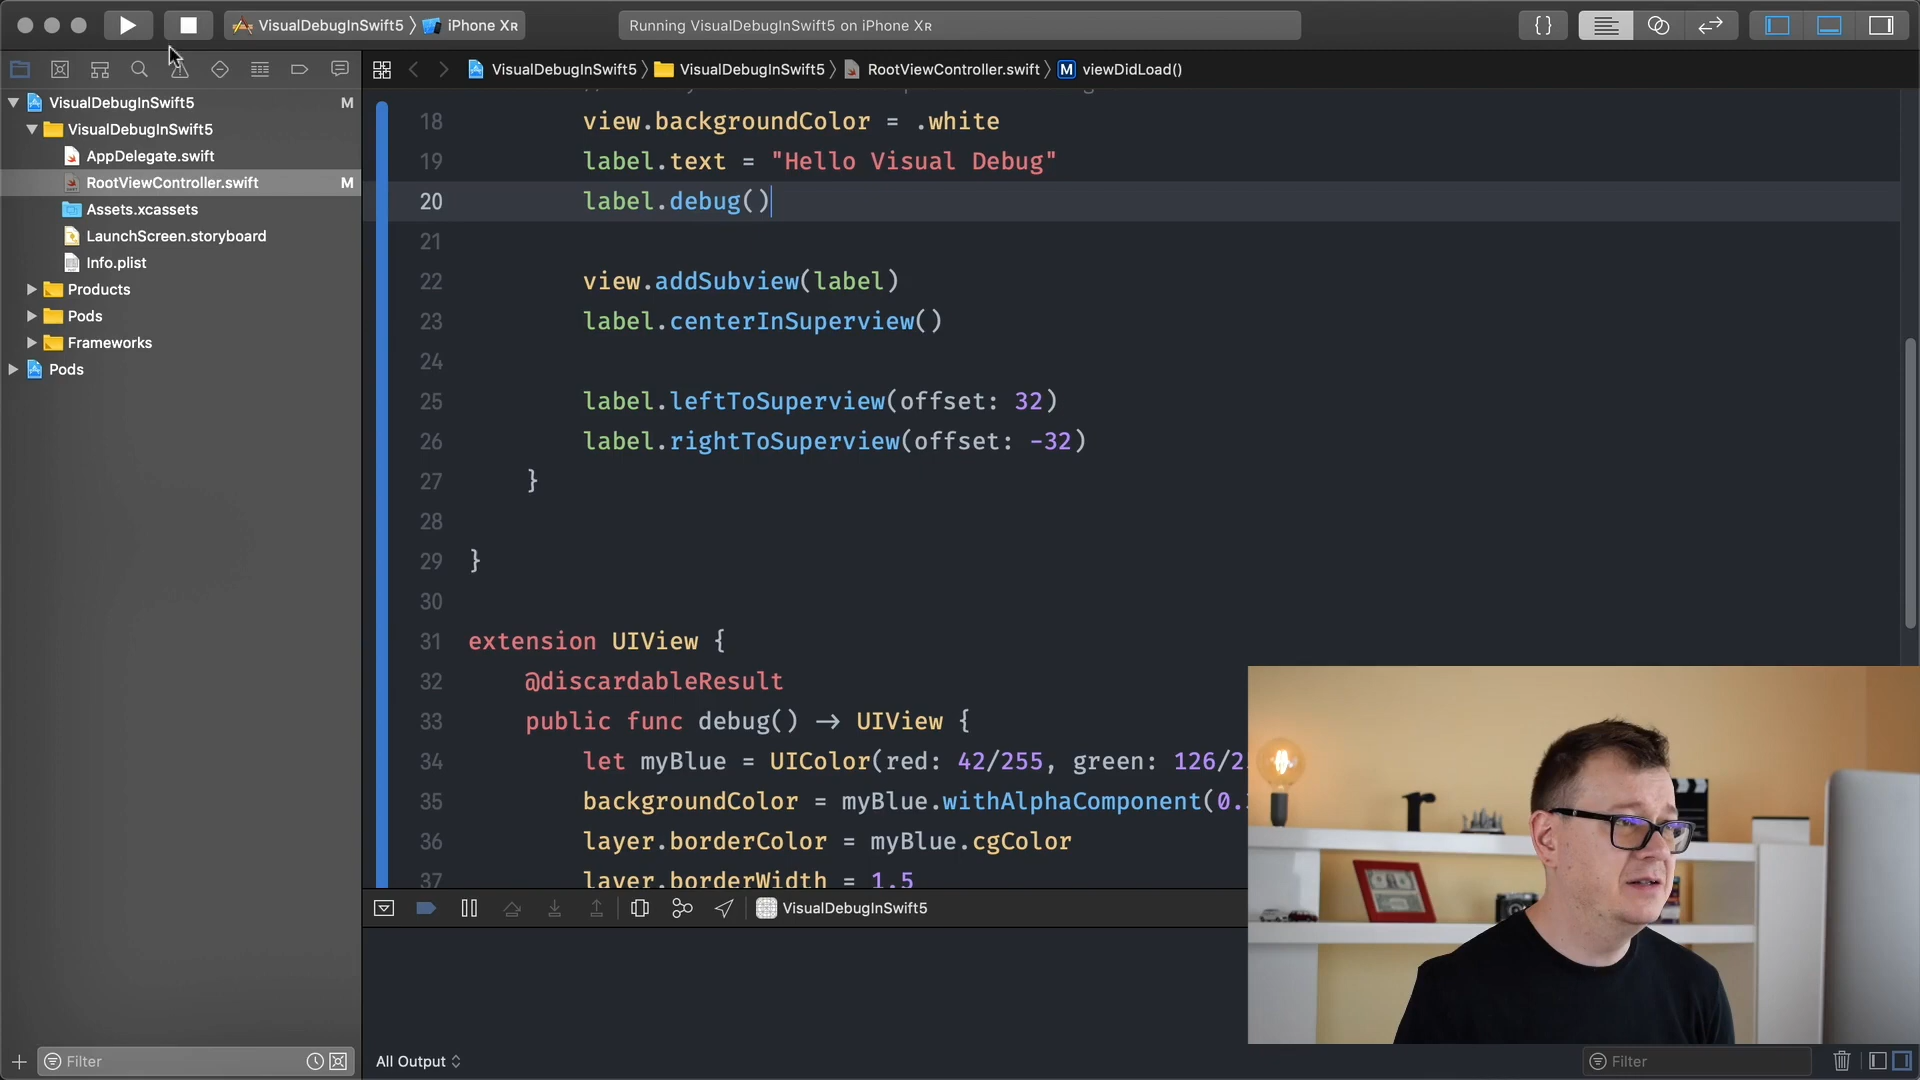 VisualDebugInSwift5 〉 iPhone XR
Running VisualDebugInSwift5 on iPhone XR
{}
VisualDebugInSwift5 〉 VisualDebugInSwift5 〉 RootViewController.swift 〉 M viewDidLoad()
VisualDebugInSwift5 M
VisualDebugInSwift5
AppDelegate.swift
RootViewController.swift M
Assets.xcassets
LaunchScreen.storyboard
Info.plist
Products
Pods
Frameworks
Pods
18 view.backgroundColor = .white
19 label.text = "Hello Visual Debug"
20 label.debug()
21
22 view.addSubview(label)
23 label.centerInSuperview()
24
25 label.leftToSuperview(offset: 32)
26 label.rightToSuperview(offset: -32)
27 }
28
29 }
30
31 extension UIView {
32 @discardableResult
33 public func debug() → UIView {
34 let myBlue = UIColor(red: 42/255, green: 126/2
35 backgroundColor = myBlue.withAlphaComponent(0.
36 layer.borderColor = myBlue.cgColor
37 layer.borderWidth = 1.5
VisualDebugInSwift5
Filter
All Output
Filter